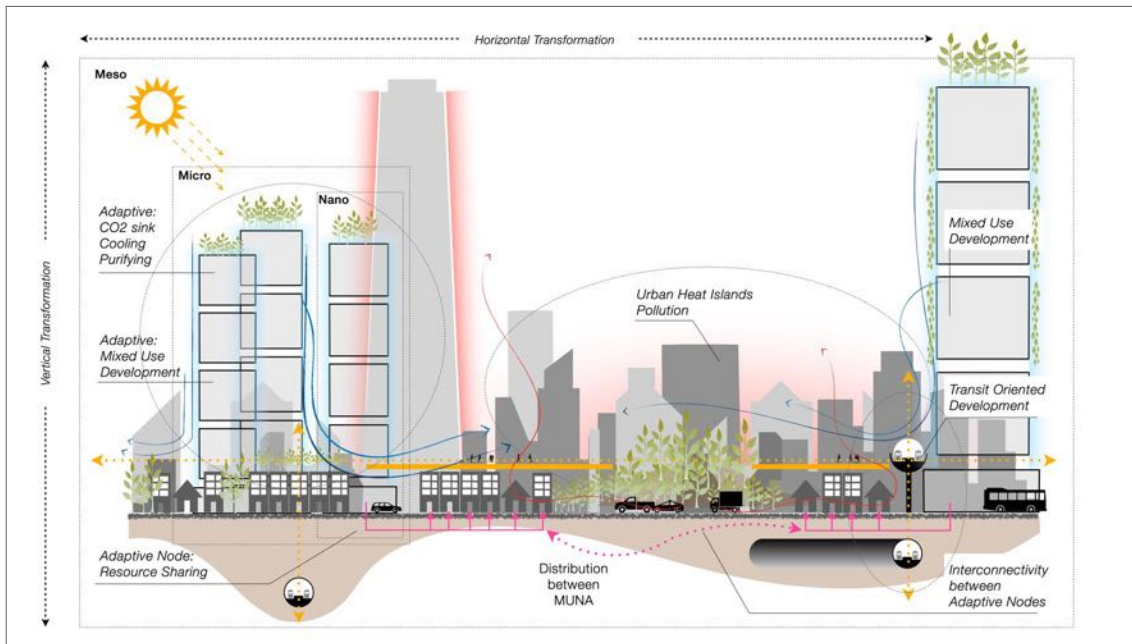 Horizontal Transformation
Vertical Transformation
Meso
Micro
Nano
Adaptive:
CO2 sink
Cooling
Purifying
Adaptive:
Mixed Use
Development
Urban Heat Islands
Pollution
Mixed Use
Development
Transit Oriented
Development
Adaptive Node:
Resource Sharing
Distribution
between
MUNA
Interconnectivity
between
Adaptive Nodes